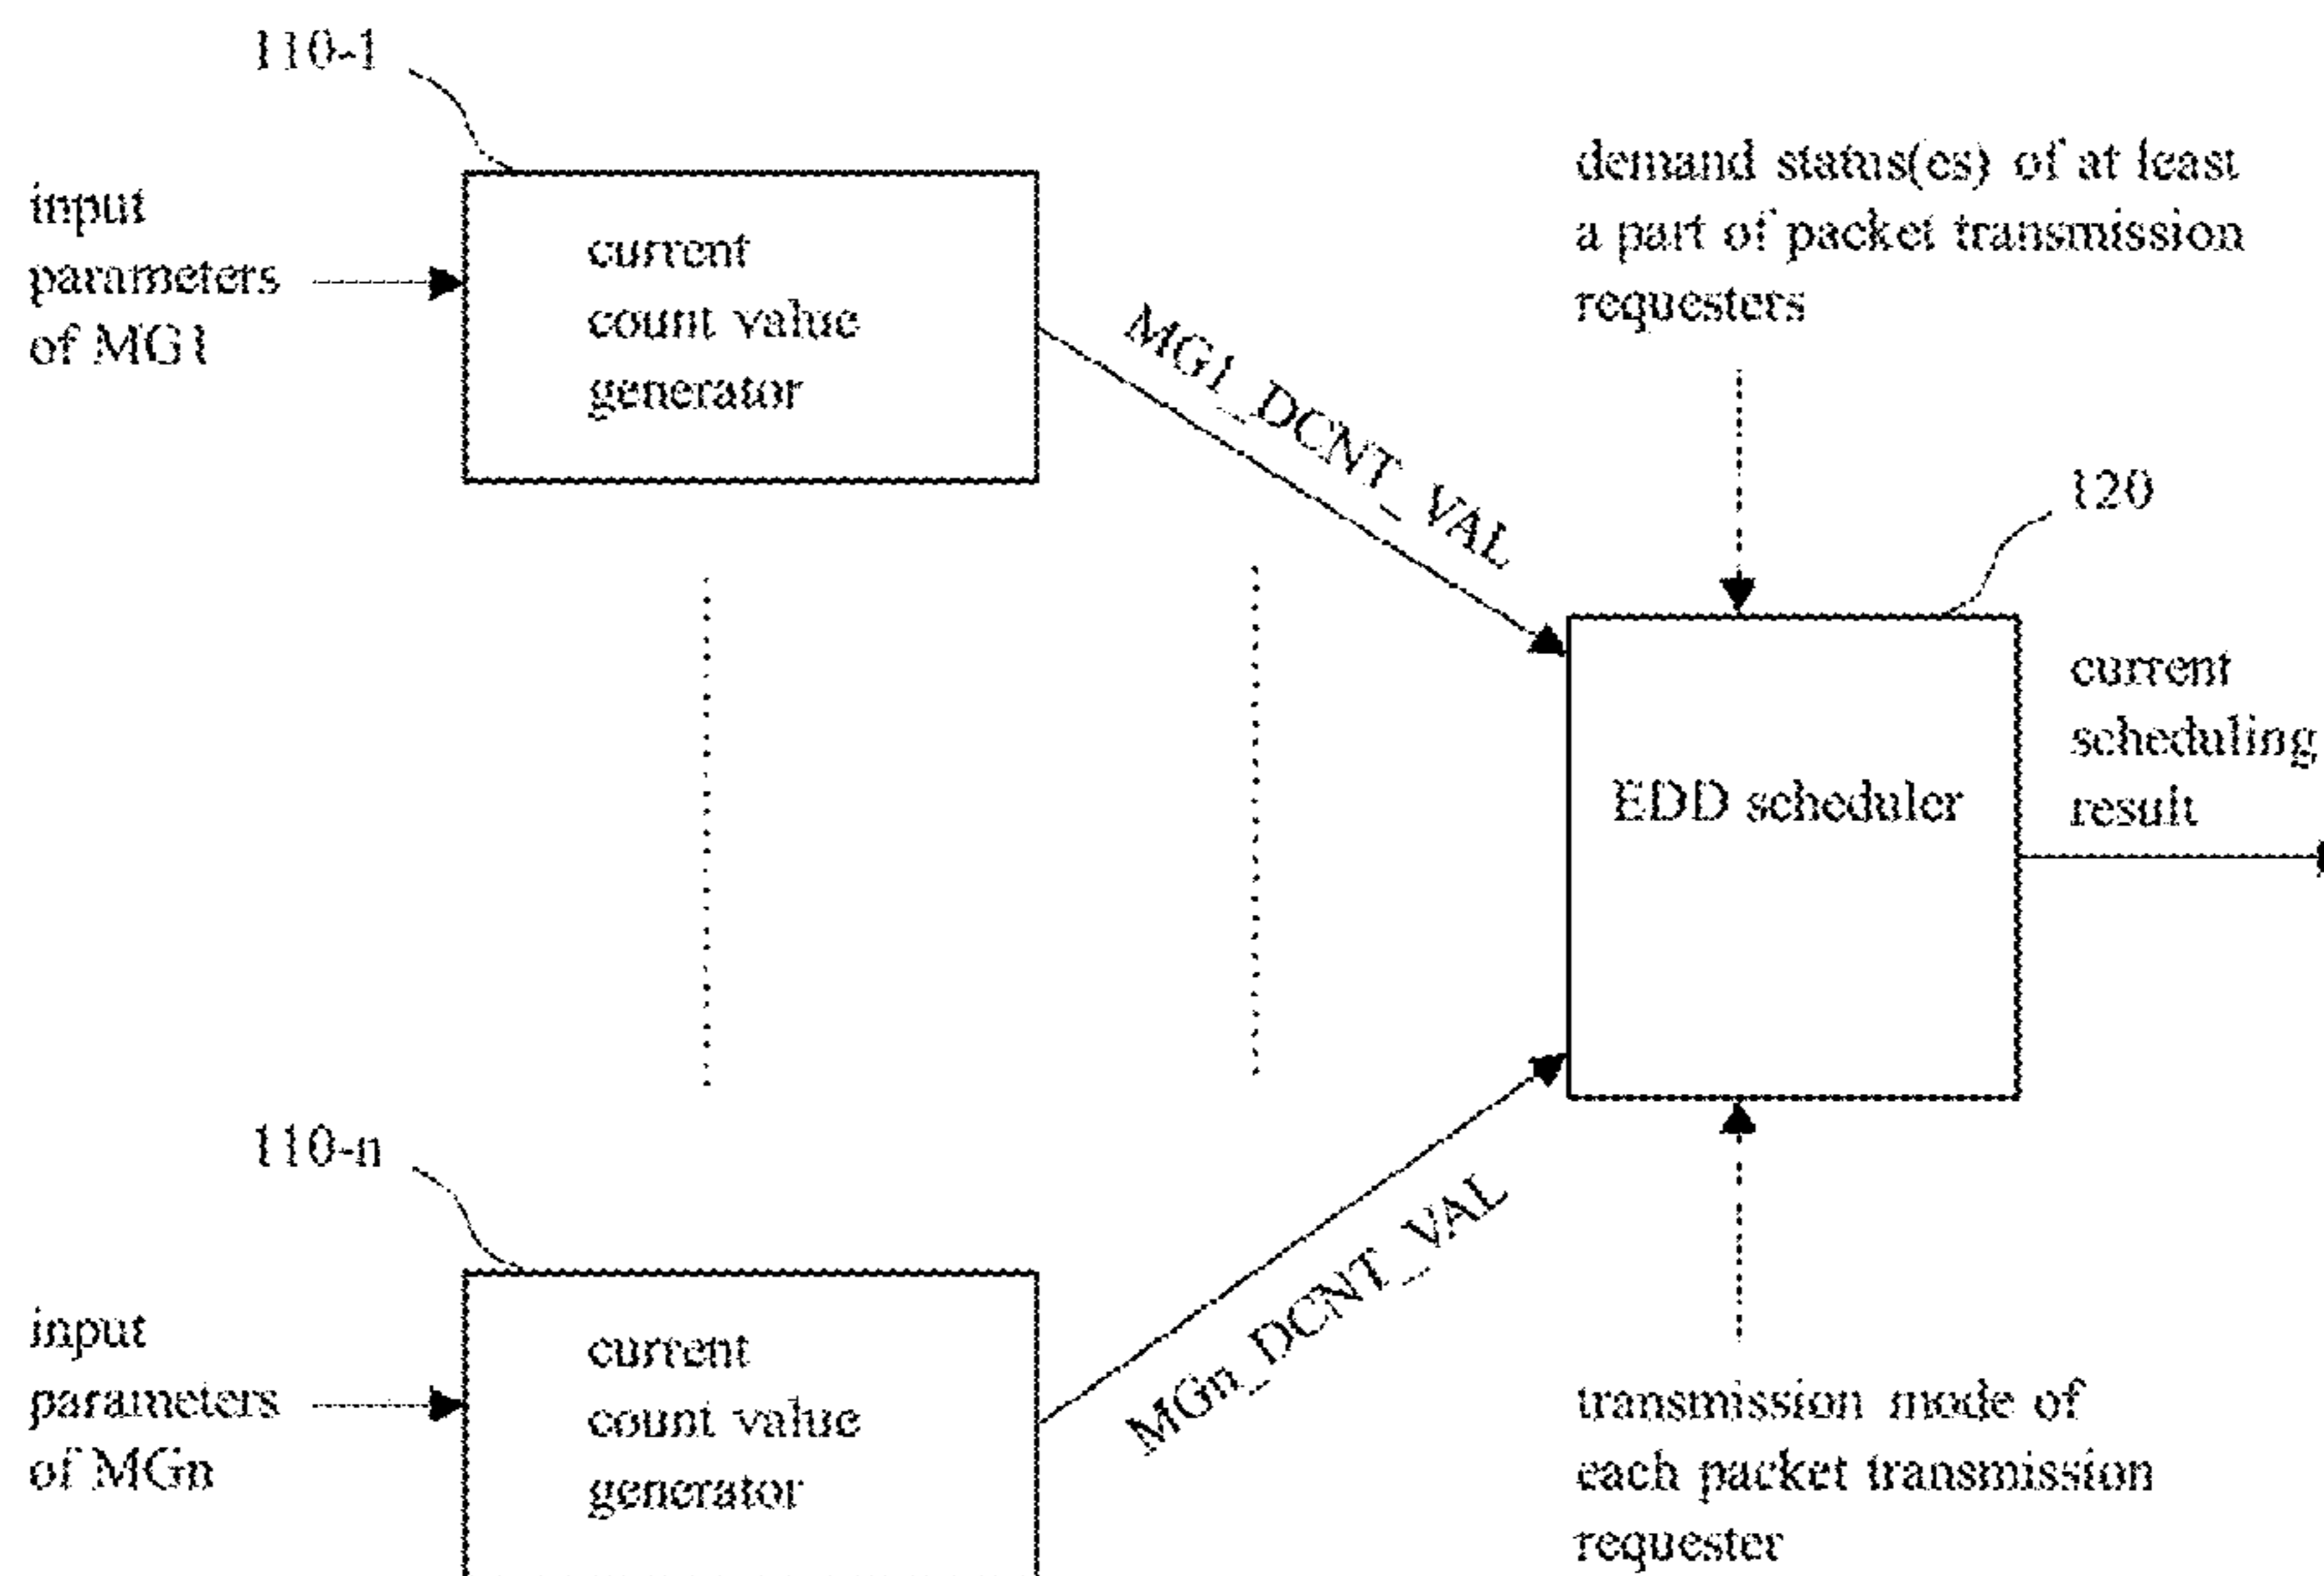 110-1
input
parameters
of MG1
current
count value
generator
MG1_DCNT_VAL
demand status(es) of at least
a part of packet transmission
requesters
120
EDD scheduler
current
scheduling
result
110-n
input
parameters
of MGn
current
count value
generator
MGn_DCNT_VAL
transmission mode of
each packet transmission
requester